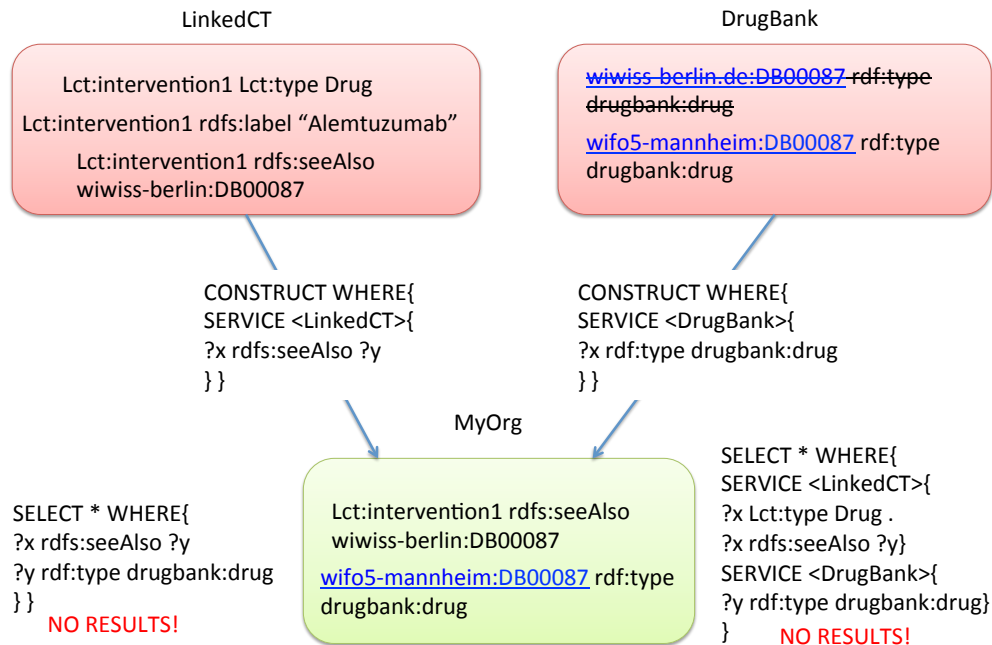 LinkedCT
DrugBank
Lct:intervention1 Lct:type Drug
Lct:intervention1 rdfs:label “Alemtuzumab”
Lct:intervention1 rdfs:seeAlso
wiwiss-berlin:DB00087
wiwiss-berlin.de:DB00087 rdf:type
drugbank:drug
wifo5-mannheim:DB00087 rdf:type
drugbank:drug
CONSTRUCT WHERE{
SERVICE <LinkedCT>{
?x rdfs:seeAlso ?y
} }
CONSTRUCT WHERE{
SERVICE <DrugBank>{
?x rdf:type drugbank:drug
} }
MyOrg
SELECT * WHERE{
?x rdfs:seeAlso ?y
?y rdf:type drugbank:drug
} }
NO RESULTS!
Lct:intervention1 rdfs:seeAlso
wiwiss-berlin:DB00087
wifo5-mannheim:DB00087 rdf:type
drugbank:drug
SELECT * WHERE{
SERVICE <LinkedCT>{
?x Lct:type Drug .
?x rdfs:seeAlso ?y}
SERVICE <DrugBank>{
?y rdf:type drugbank:drug}
}
NO RESULTS!